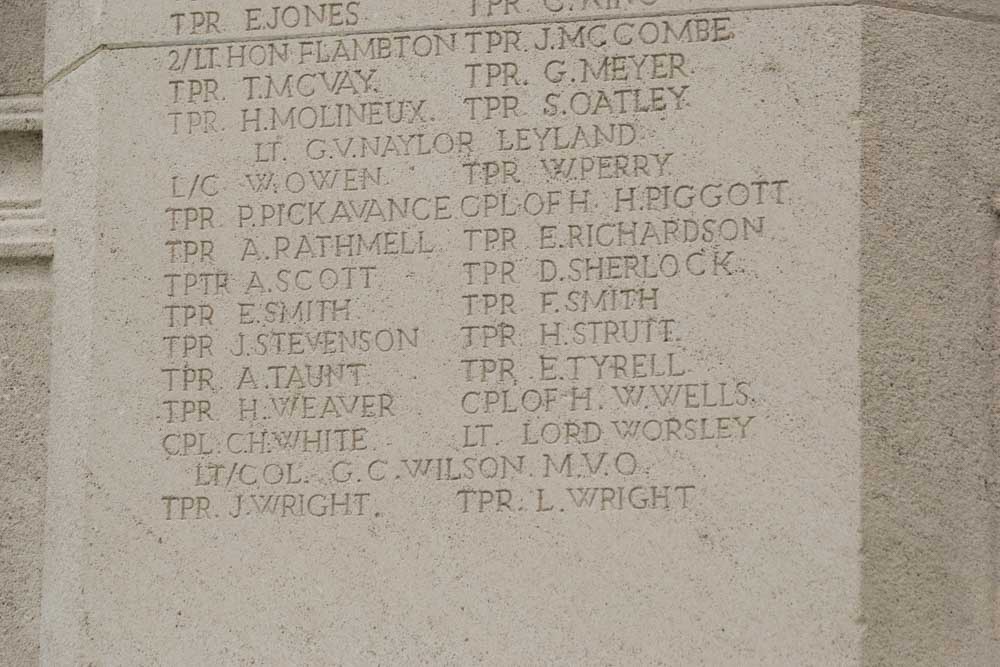 TPR E.JONES TPR C.KING
2/LT. HON F.LAMBTON TPR. J.MCCOMBE.
TPR. T.MCVAY. TPR. G.MEYER.
TPR. H.MOLINEUX. TPR S.OATLEY.
LT. G.V.NAYLOR LEYLAND.
L/C W.OWEN. TPR W.PERRY.
TPR P.PICKAVANCE. CPL OF H H.PIGGOTT.
TPR A.RATHMELL. TPR E.RICHARDSON
TPTR A.SCOTT TPR D.SHERLOCK.
TPR E.SMITH TPR F.SMITH
TPR J.STEVENSON TPR H.STRUTT.
TPR A.TAUNT TPR E.TYRELL
TPR H.WEAVER CPL OF H. W.WELLS.
CPL. C.H.WHITE. LT. LORD WORSLEY
LT/COL. G.C.WILSON. M.V.O.
TPR. J.WRIGHT. TPR. L.WRIGHT